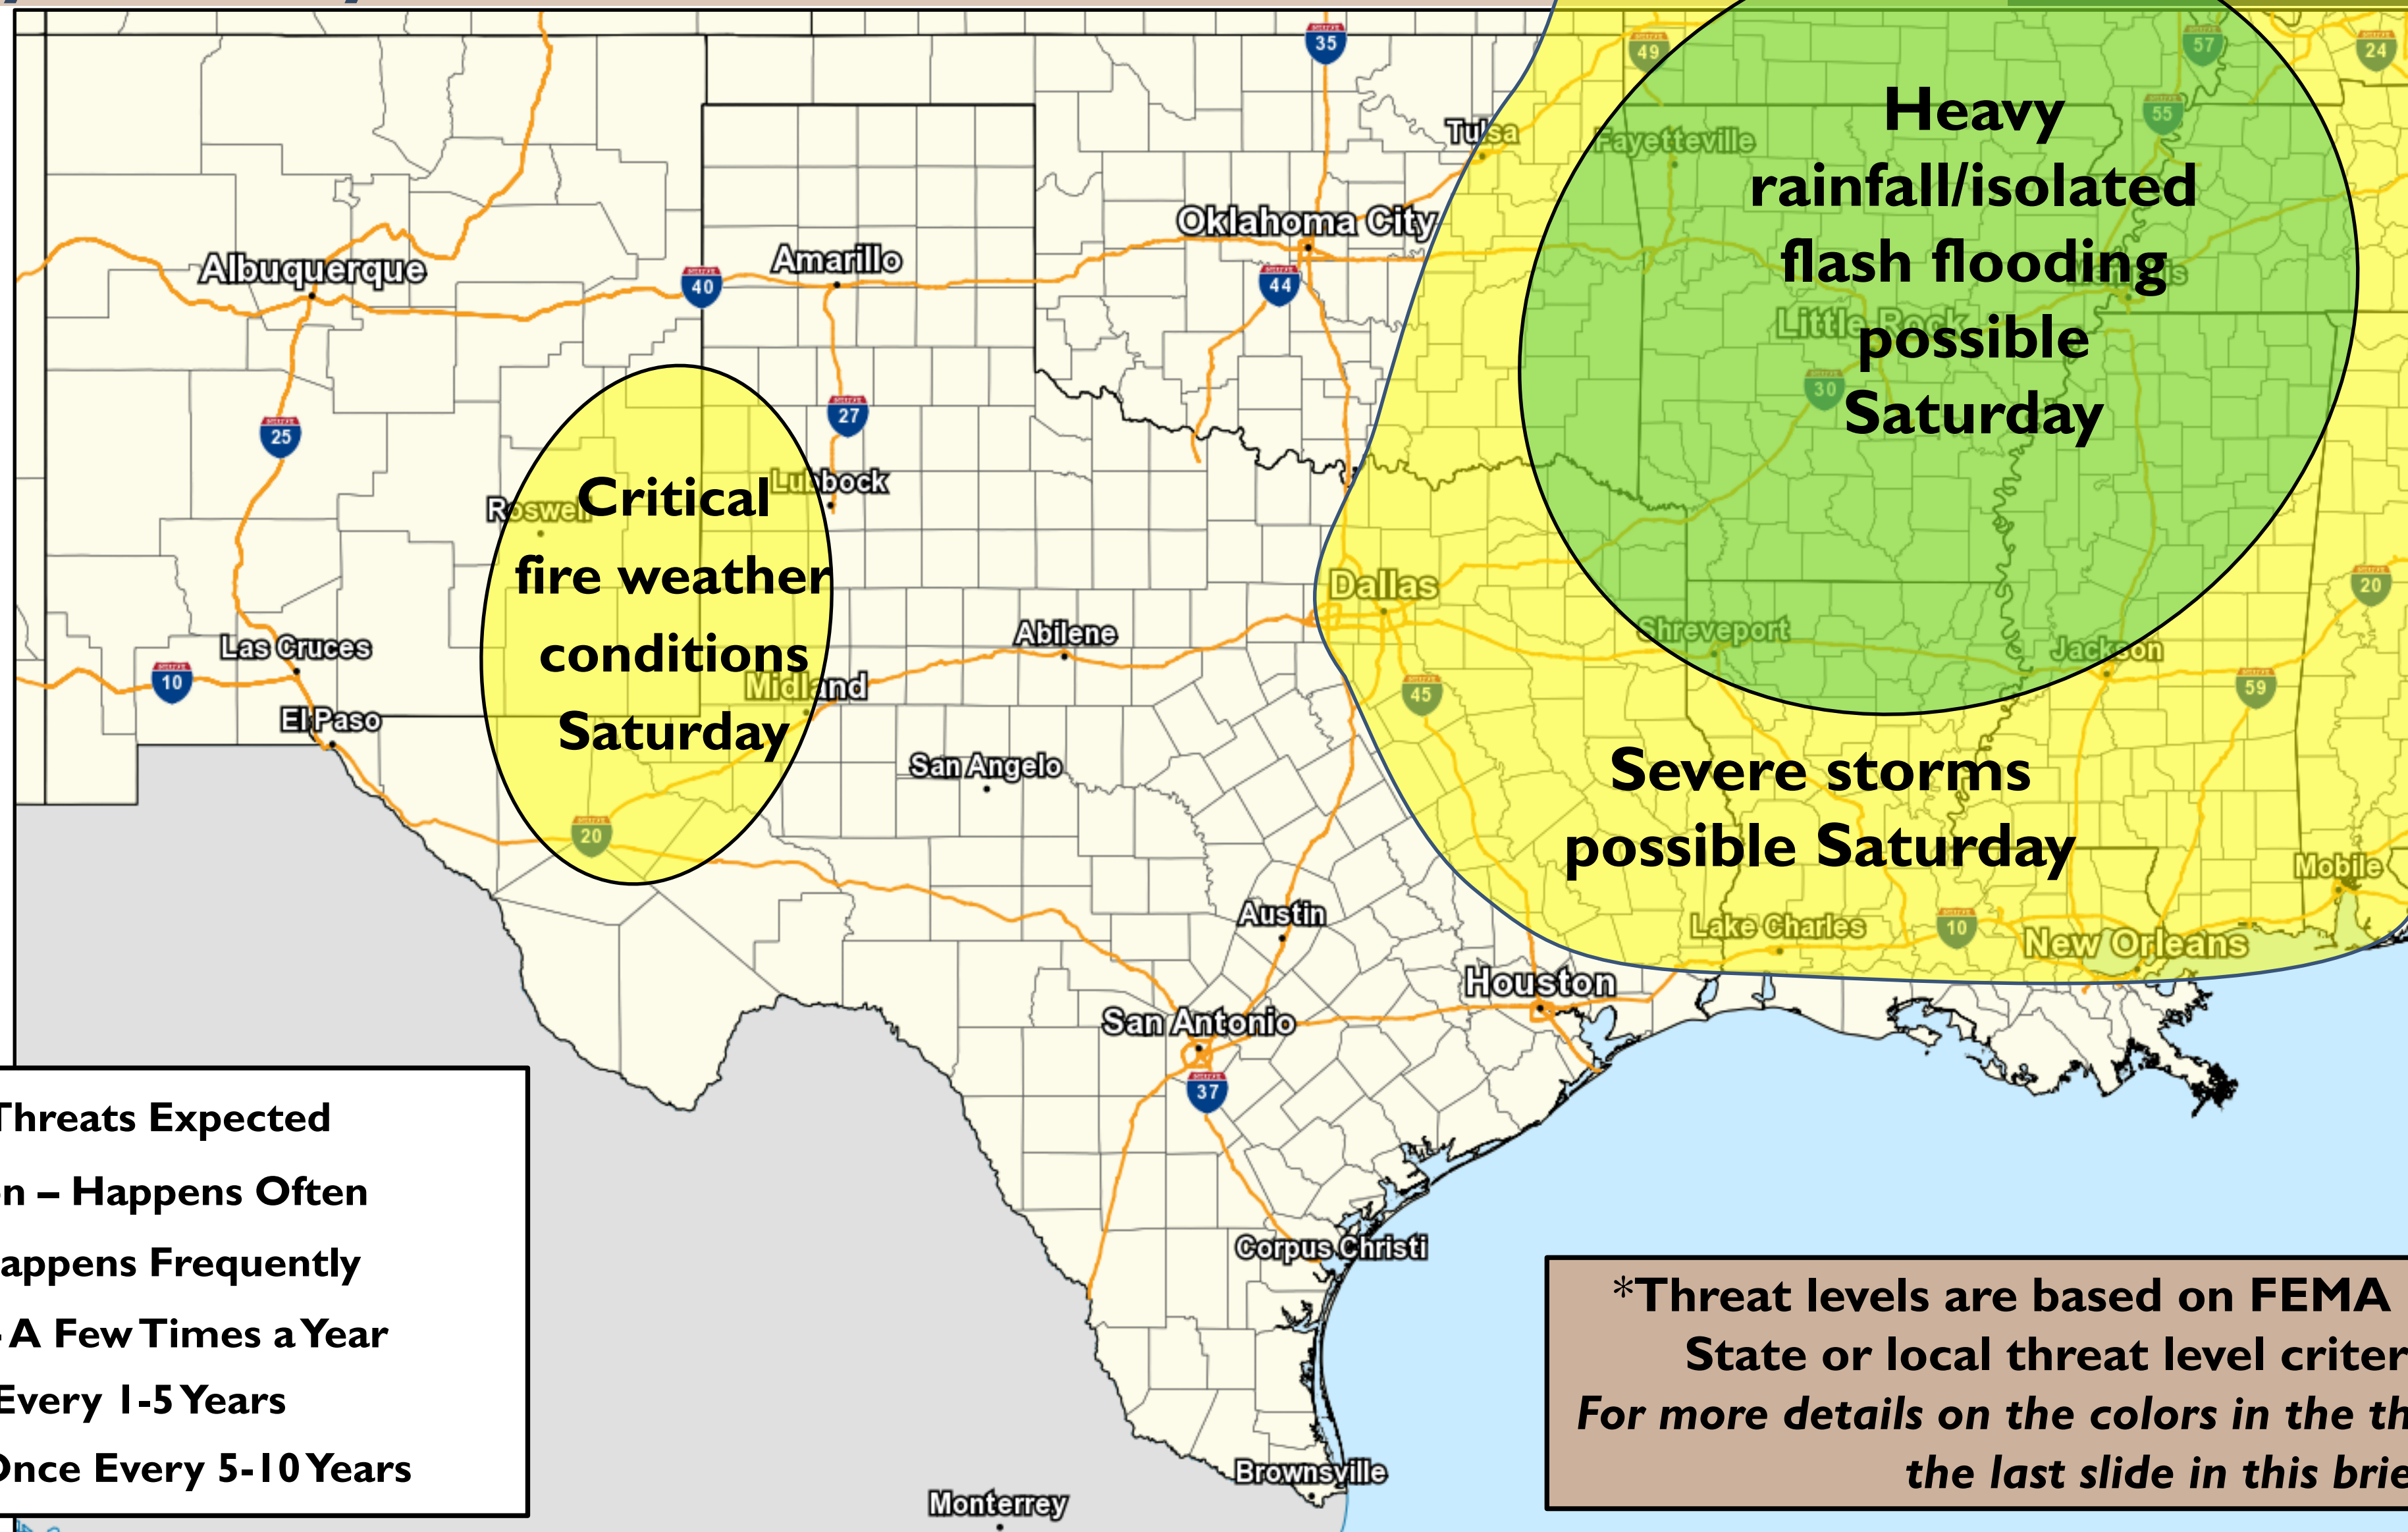 35
49
57
24
Heavy
rainfall/isolated
flash flooding
possible
Saturday
55
Tulsa
Fayetteville
Oklahoma City
Albuquerque
Amarillo
40
44
Memphis
Little Rock
30
25
27
Lubbock
Roswell
Critical
fire weather
conditions
Saturday
Dallas
20
Las Cruces
Abilene
Shreveport
Jackson
10
Midland
45
59
El Paso
San Angelo
Severe storms
possible Saturday
20
Mobile
Austin
Lake Charles
10
New Orleans
Houston
San Antonio
37
Threats Expected
n – Happens Often
appens Frequently
- A Few Times a Year
Every 1-5 Years
Once Every 5-10 Years
Corpus Christi
Brownsville
Monterrey
*Threat levels are based on FEMA
State or local threat level criter
For more details on the colors in the th
the last slide in this brie